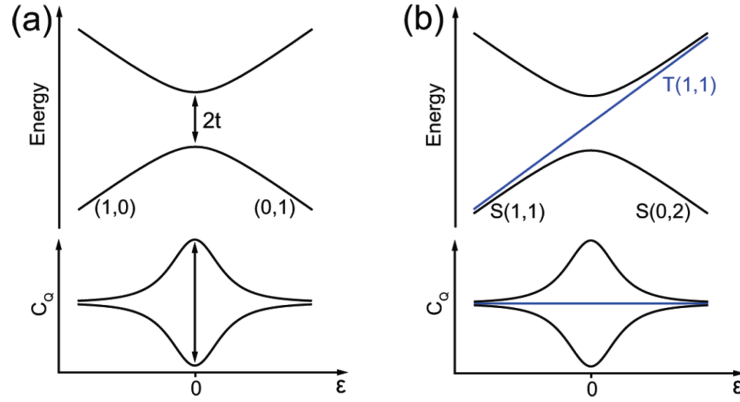 (a)
Energy
2t
(1,0)
(0,1)
C_Q
0
ε
(b)
Energy
T(1,1)
S(1,1)
S(0,2)
C_Q
0
ε